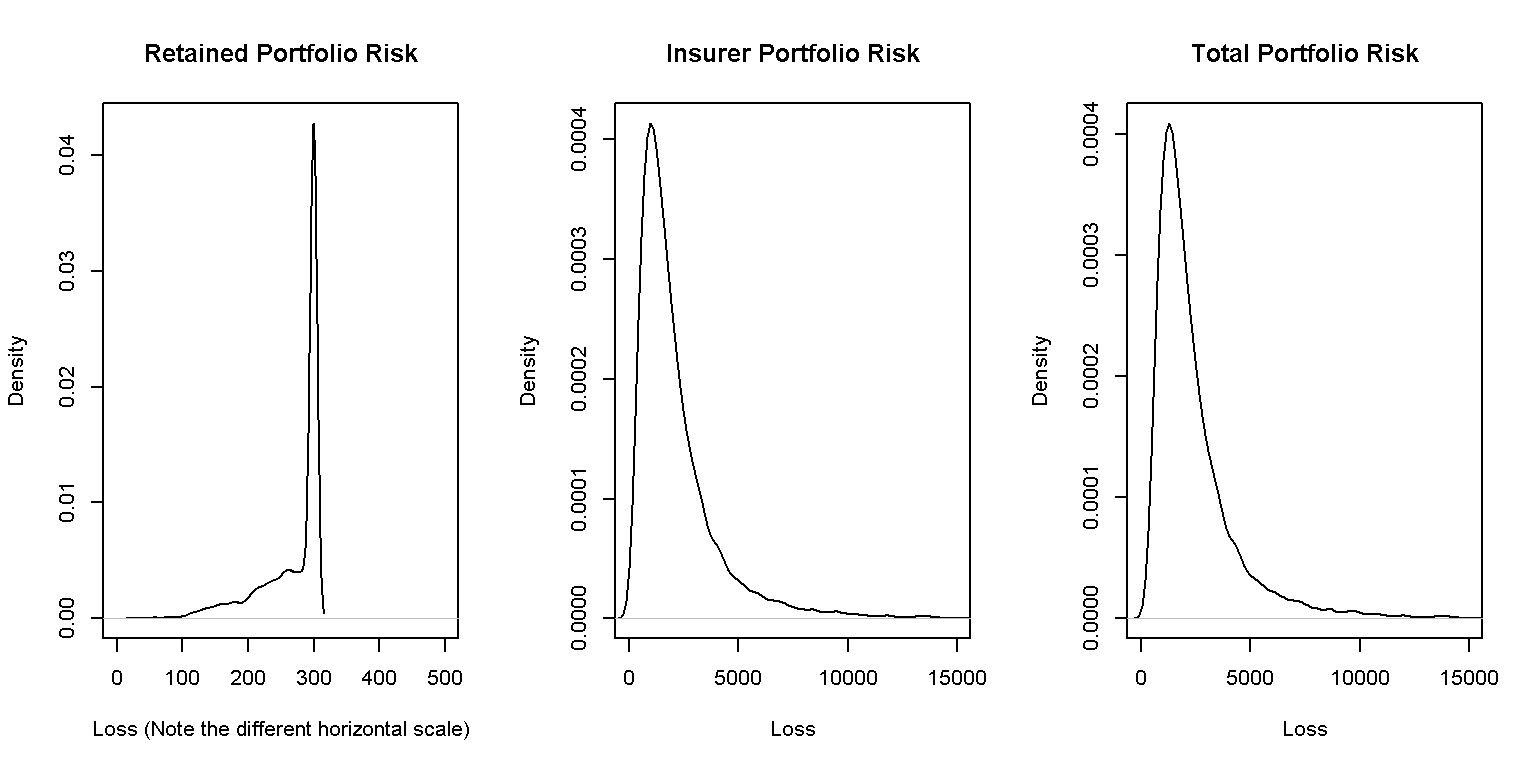 Retained Portfolio Risk
Density
0.00 0.01 0.02 0.03 0.04
0 100 200 300 400 500
Loss (Note the different horizontal scale)
Insurer Portfolio Risk
Density
0.0000 0.0001 0.0002 0.0003 0.0004
0 5000 10000 15000
Loss
Total Portfolio Risk
Density
0.0000 0.0001 0.0002 0.0003 0.0004
0 5000 10000 15000
Loss